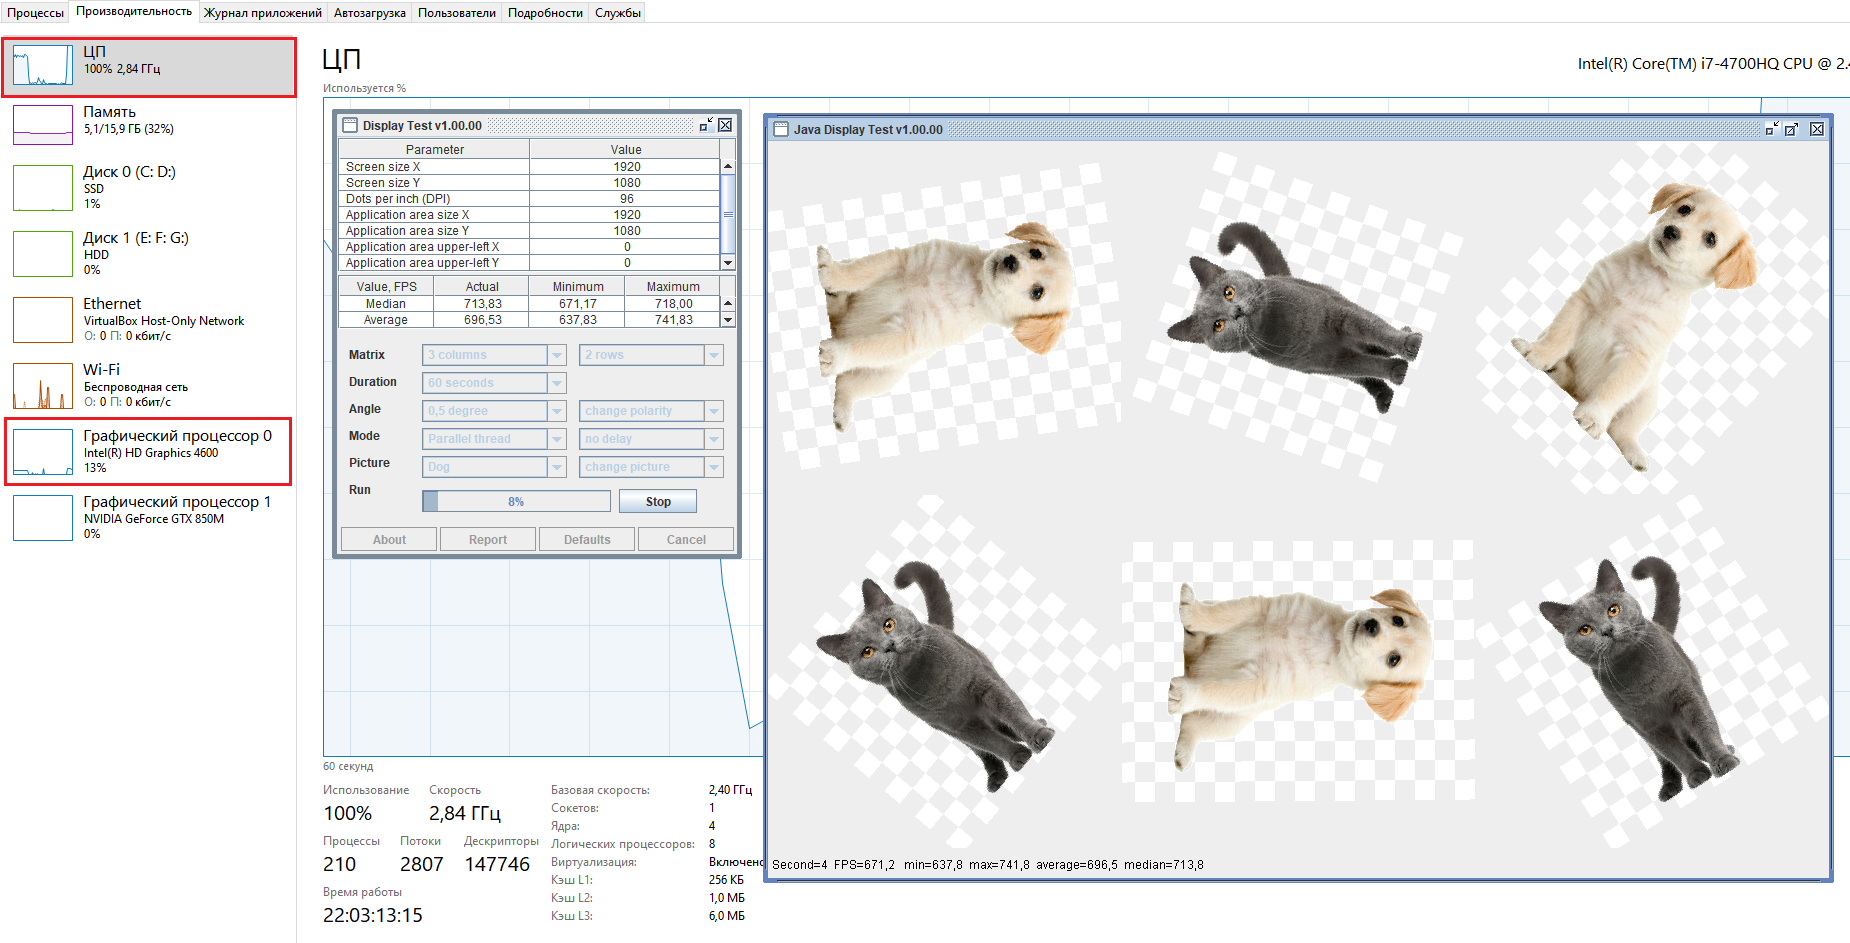 Процессы Производительность Журнал приложений Автозагрузка Пользователи Подробности Службы
ЦП
100% 2,84 ГГц
Память
5,1/15,9 ГБ (32%)
Диск 0 (C: D:)
SSD
1%
Диск 1 (E: F: G:)
HDD
0%
Ethernet
VirtualBox Host-Only Network
О: 0 П: 0 кбит/с
Wi-Fi
Беспроводная сеть
О: 0 П: 0 кбит/с
Графический процессор 0
Intel(R) HD Graphics 4600
13%
Графический процессор 1
NVIDIA GeForce GTX 850M
0%
ЦП
Intel(R) Core(TM) i7-4700HQ CPU @ 2.4
Используется %
Display Test v1.00.00
Parameter Value
Screen size X 1920
Screen size Y 1080
Dots per inch (DPI) 96
Application area size X 1920
Application area size Y 1080
Application area upper-left X 0
Application area upper-left Y 0
Value, FPS Actual Minimum Maximum
Median 713,83 671,17 718,00
Average 696,53 637,83 741,83
Matrix 3 columns 2 rows
Duration 60 seconds
Angle 0,5 degree change polarity
Mode Parallel thread no delay
Picture Dog change picture
Run 8% Stop
About Report Defaults Cancel
Java Display Test v1.00.00
Second=4 FPS=671,2 min=637,8 max=741,8 average=696,5 median=713,8
60 секунд
Использование Скорость
100% 2,84 ГГц
Процессы Потоки Дескрипторы
210 2807 147746
Время работы
22:03:13:15
Базовая скорость: 2,40 ГГц
Сокетов: 1
Ядра: 4
Логических процессоров: 8
Виртуализация: Включено
Кэш L1: 256 КБ
Кэш L2: 1,0 МБ
Кэш L3: 6,0 МБ